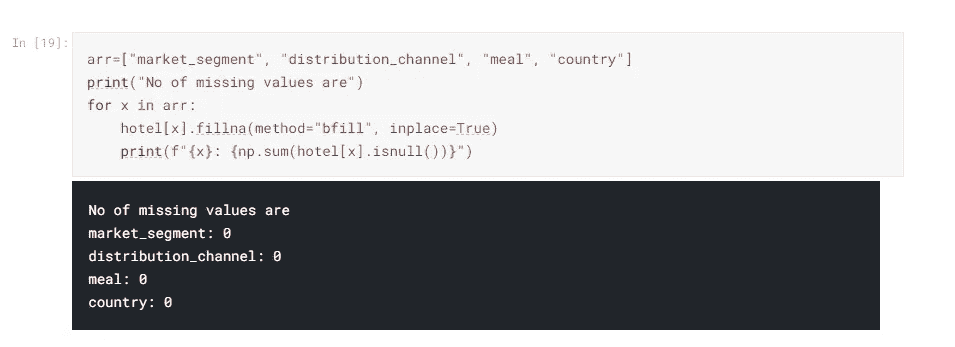 In [19]:
arr=["market_segment", "distribution_channel", "meal", "country"]
print("No of missing values are")
for x in arr:
    hotel[x].fillna(method="bfill", inplace=True)
    print(f"{x}: {np.sum(hotel[x].isnull())}")
No of missing values are
market_segment: 0
distribution_channel: 0
meal: 0
country: 0